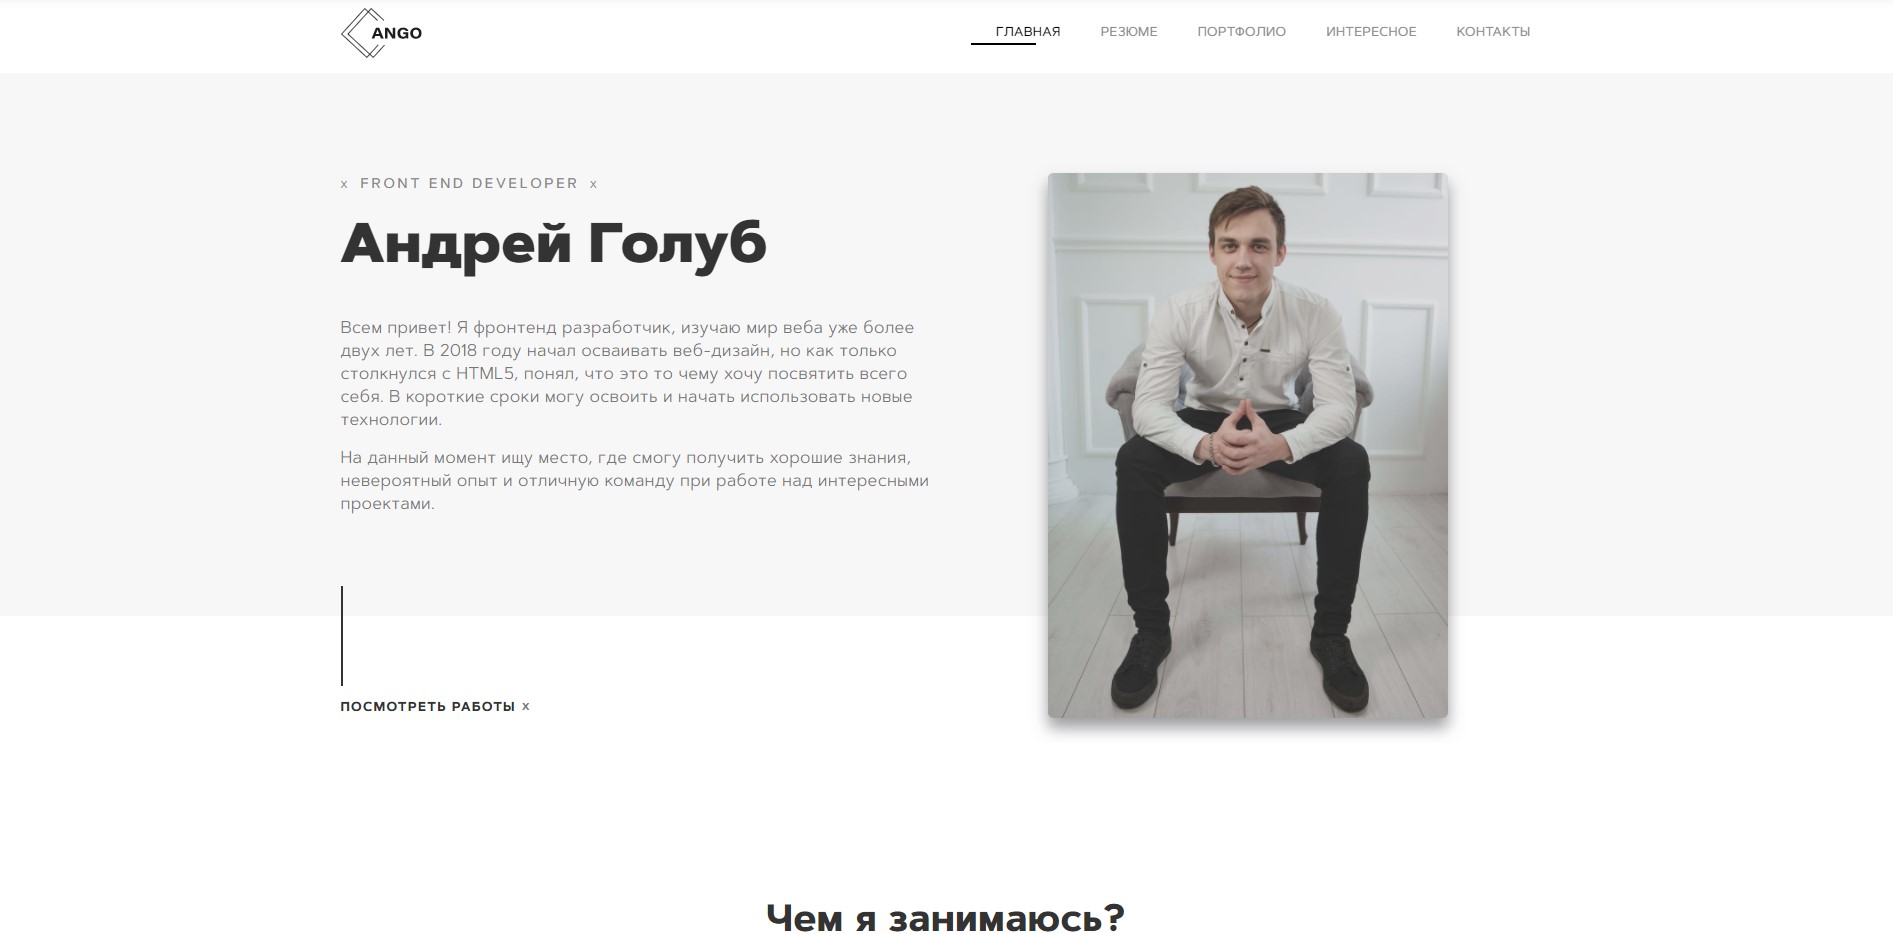 ANGO
ГЛАВНАЯ РЕЗЮМЕ ПОРТФОЛИО ИНТЕРЕСНОЕ КОНТАКТЫ
x FRONT END DEVELOPER x
Андрей Голуб
Всем привет! Я фронтенд разработчик, изучаю мир веба уже более
двух лет. В 2018 году начал осваивать веб-дизайн, но как только
столкнулся с HTML5, понял, что это то чему хочу посвятить всего
себя. В короткие сроки могу освоить и начать использовать новые
технологии.
На данный момент ищу место, где смогу получить хорошие знания,
невероятный опыт и отличную команду при работе над интересными
проектами.
ПОСМОТРЕТЬ РАБОТЫ x
Чем я занимаюсь?